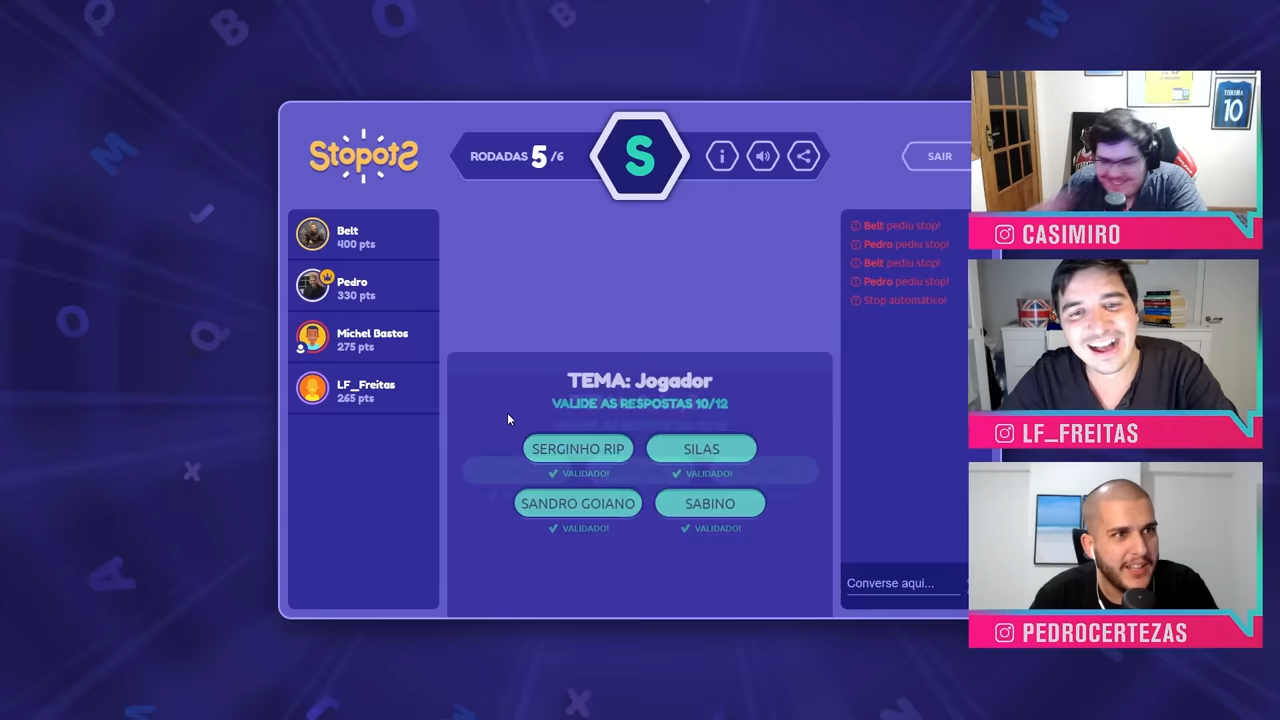 StopotS
RODADAS 5/6
S
SAIR
Belt
400 pts
Pedro
330 pts
Michel Bastos
275 pts
LF_Freitas
265 pts
TEMA: Jogador
VALIDE AS RESPOSTAS 10/12
SERGINHO RIP
VALIDADO!
SILAS
VALIDADO!
SANDRO GOIANO
VALIDADO!
SABINO
VALIDADO!
Belt pediu stop!
Pedro pediu stop!
Belt pediu stop!
Pedro pediu stop!
Stop automático!
Converse aqui...
TEIXEIRA
10
CASIMIRO
LF_FREITAS
PEDROCERTEZAS